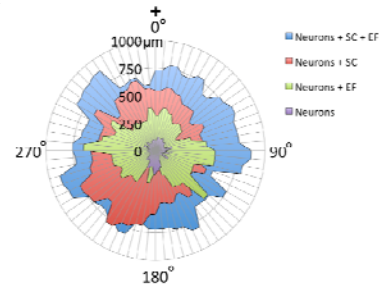 +
0°
1000µm
750
500
250
0
90°
180°
270°
Neurons + SC + EF
Neurons + SC
Neurons + EF
Neurons